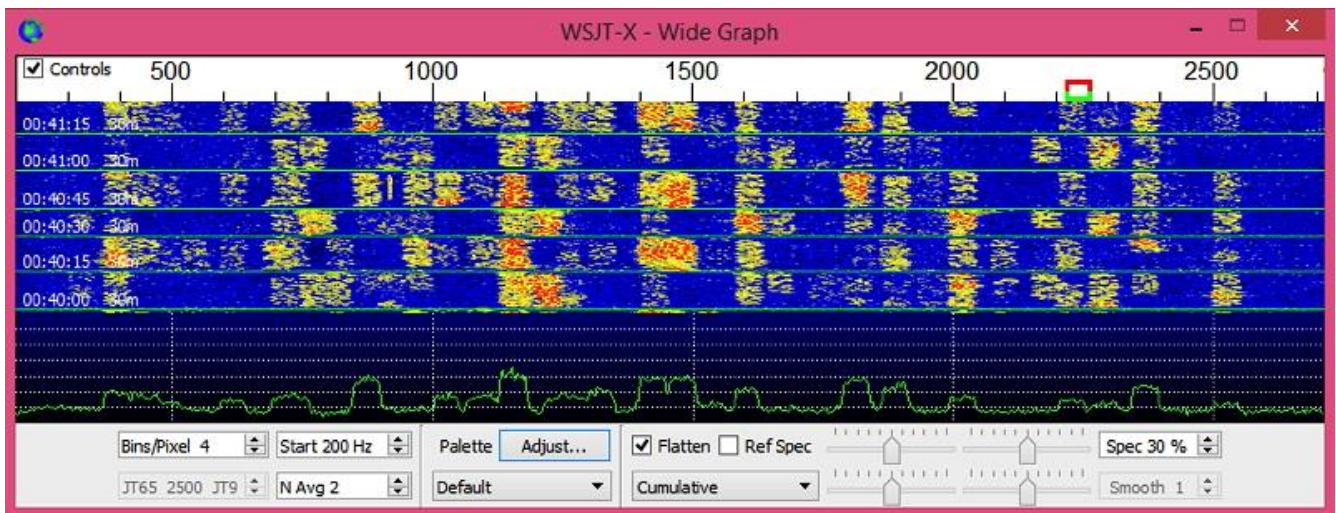 WSJT-X - Wide Graph
Controls 500 1000 1500 2000 2500
00:41:15 30m
00:41:00 30m
00:40:45 30m
00:40:30 30m
00:40:15 30m
00:40:00 30m
Bins/Pixel 4 Start 200 Hz Palette Adjust... Flatten Ref Spec Spec 30 %
JT65 2500 JT9 N Avg 2 Default Cumulative Smooth 1